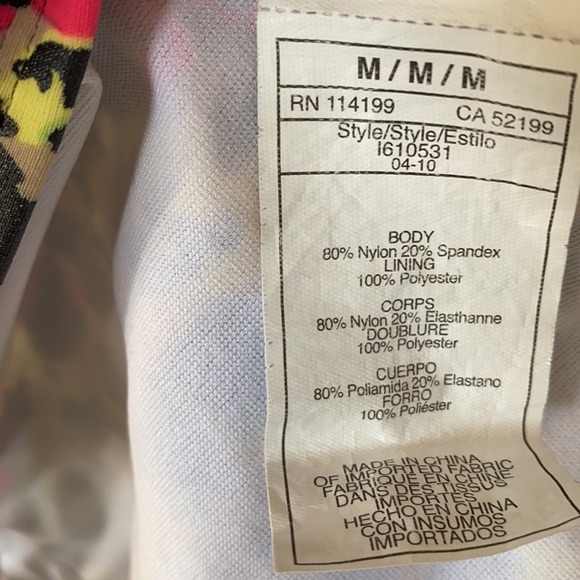 M / M / M
RN 114199 CA 52199
Style/Style/Estilo
I610531
04-10
BODY
80% Nylon 20% Spandex
LINING
100% Polyester
CORPS
80% Nylon 20% Elasthanne
DOUBLURE
100% Polyester
CUERPO
80% Poliamida 20% Elastano
FORRO
100% Poliéster
MADE IN CHINA
OF IMPORTED FABRIC
FABRIQUE EN CHINE
DANS DES TISSUS
IMPORTES
HECHO EN CHINA
CON INSUMOS
IMPORTADOS